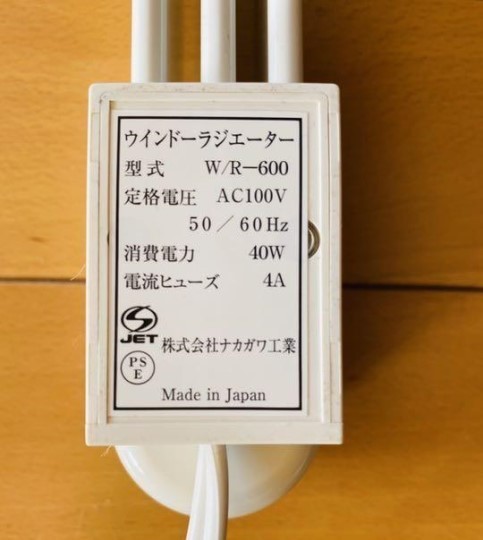 ウインドーラジエーター
型式 W/R-600
定格電圧 AC100V
50/60Hz
消費電力 40W
電流ヒューズ 4A
JET
株式会社ナカガワ工業
PS
E
Made in Japan